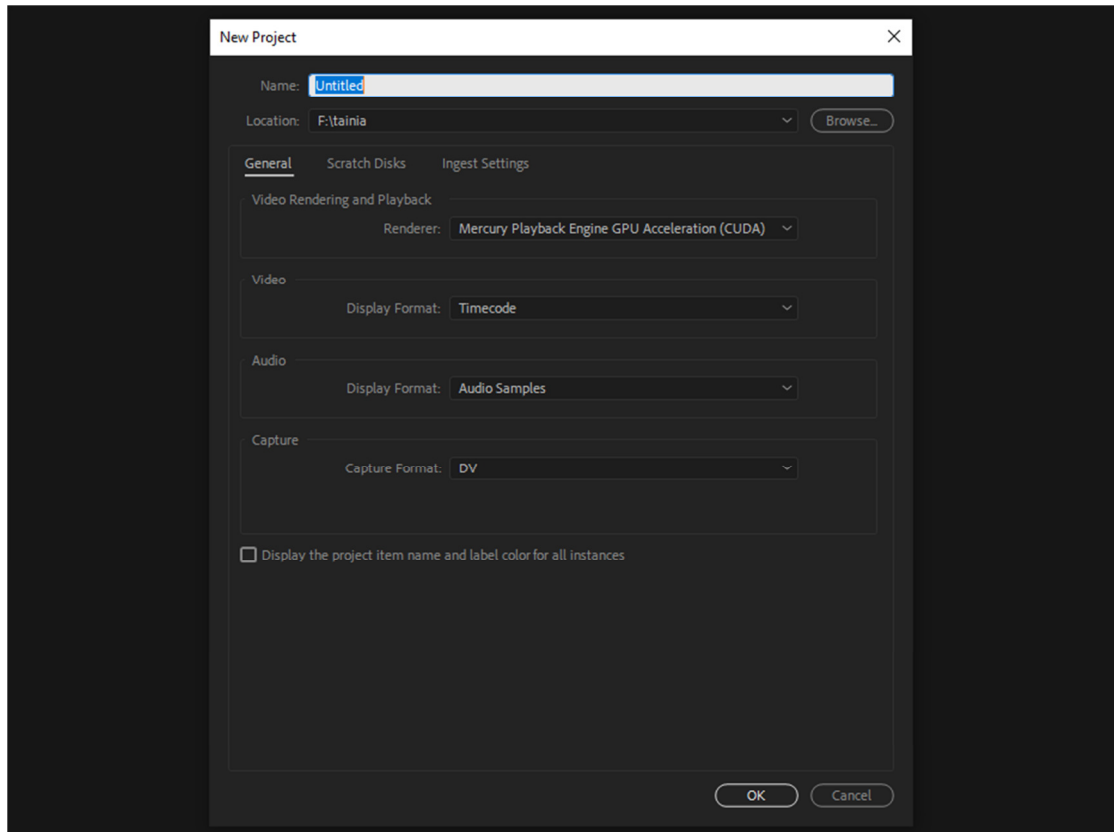 New Project
Name: Untitled
Location: F:\tainia Browse...
General Scratch Disks Ingest Settings
Video Rendering and Playback
Renderer: Mercury Playback Engine GPU Acceleration (CUDA)
Video
Display Format: Timecode
Audio
Display Format: Audio Samples
Capture
Capture Format: DV
Display the project item name and label color for all instances
OK Cancel